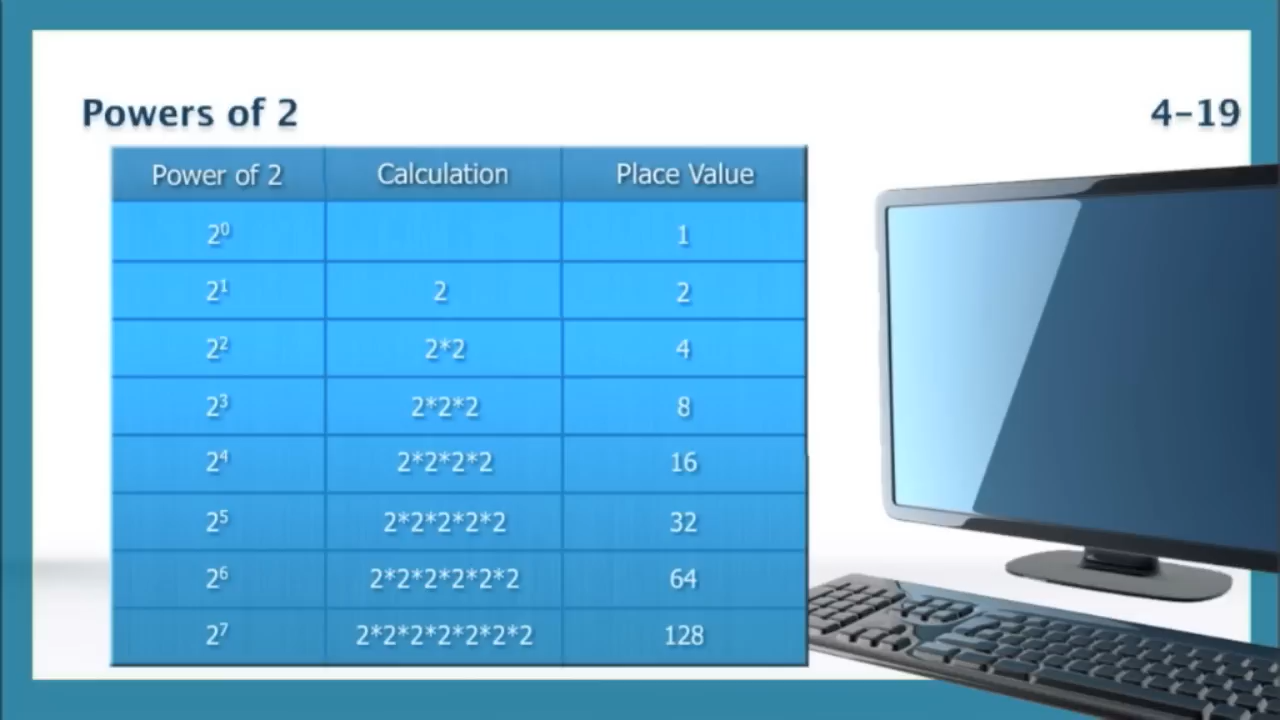 Powers of 2 4-19
Power of 2 Calculation Place Value
2⁰ 1
2¹ 2 2
2² 2*2 4
2³ 2*2*2 8
2⁴ 2*2*2*2 16
2⁵ 2*2*2*2*2 32
2⁶ 2*2*2*2*2*2 64
2⁷ 2*2*2*2*2*2*2 128